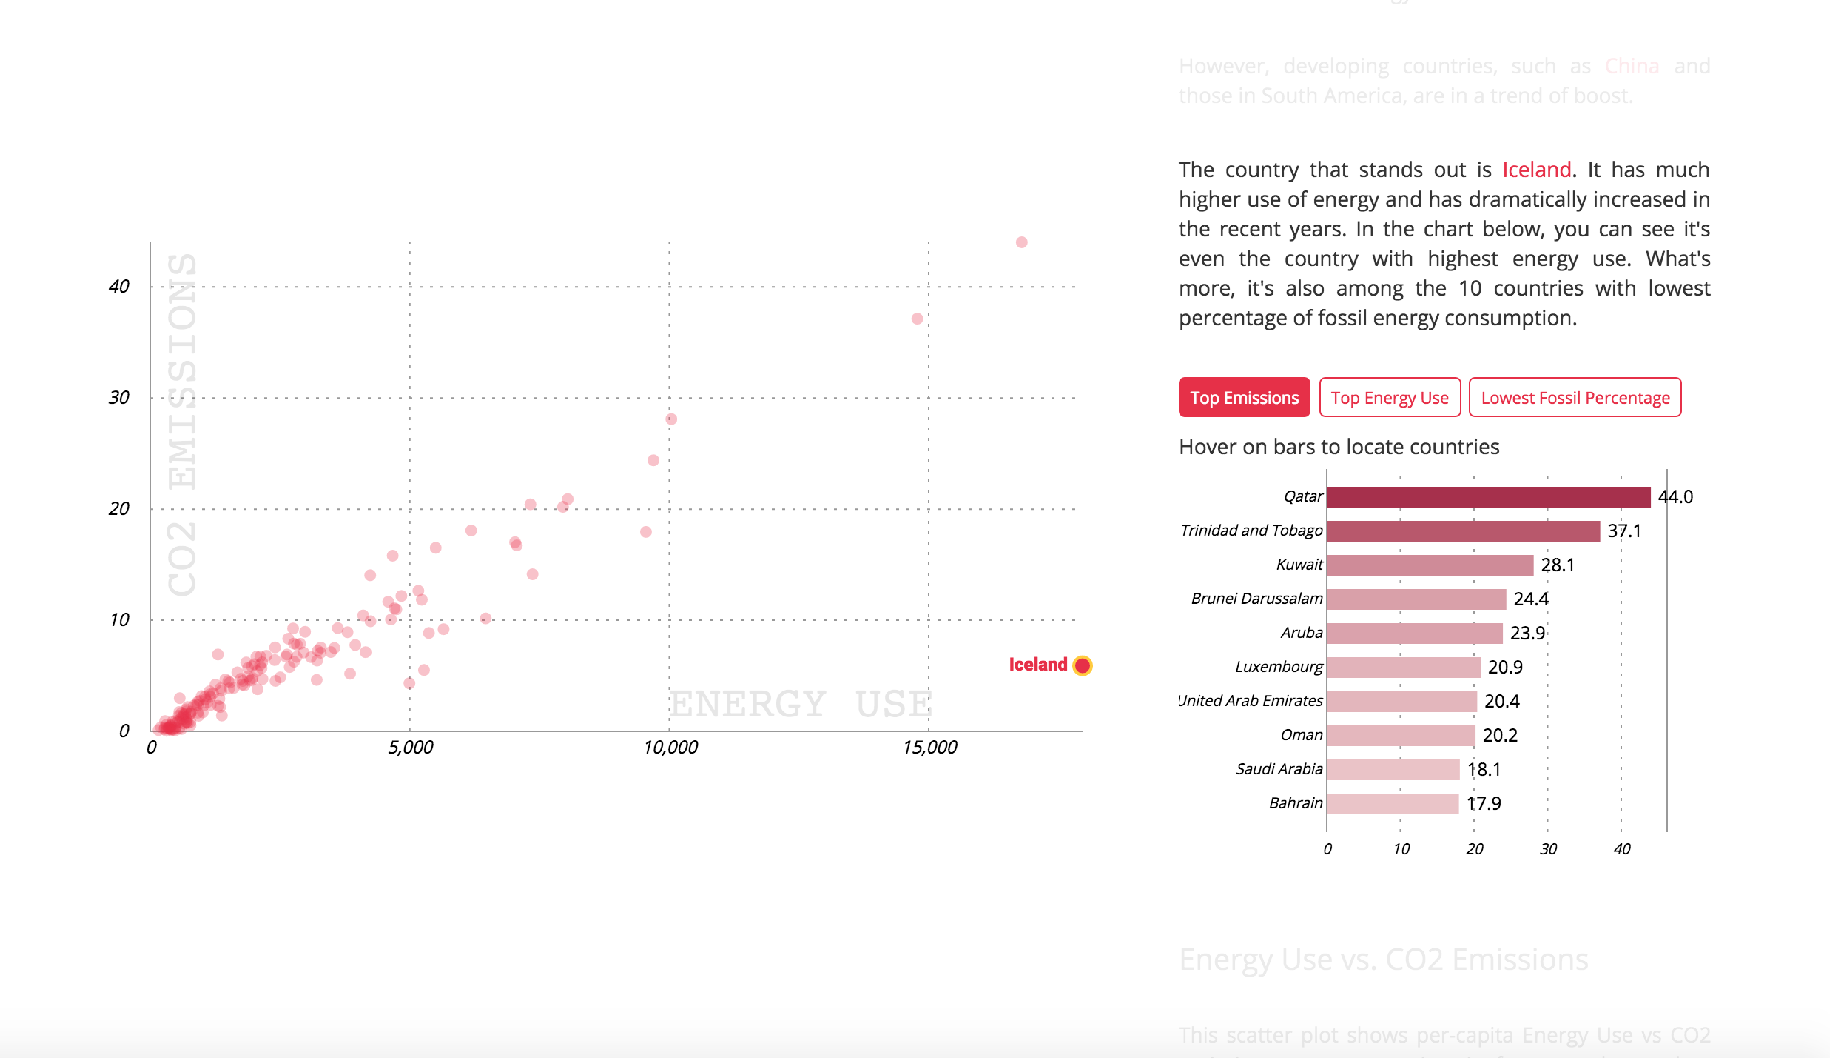 However, developing countries, such as China and
those in South America, are in a trend of boost.
The country that stands out is Iceland. It has much
higher use of energy and has dramatically increased in
the recent years. In the chart below, you can see it's
even the country with highest energy use. What's
more, it's also among the 10 countries with lowest
percentage of fossil energy consumption.
Top Emissions Top Energy Use Lowest Fossil Percentage
Hover on bars to locate countries
Qatar 44.0
Trinidad and Tobago 37.1
Kuwait 28.1
Brunei Darussalam 24.4
Aruba 23.9
Luxembourg 20.9
United Arab Emirates 20.4
Oman 20.2
Saudi Arabia 18.1
Bahrain 17.9
0 10 20 30 40
CO2 EMISSIONS
40
30
20
10
0
Iceland
ENERGY USE
0 5,000 10,000 15,000
Energy Use vs. CO2 Emissions
This scatter plot shows per-capita Energy Use vs CO2